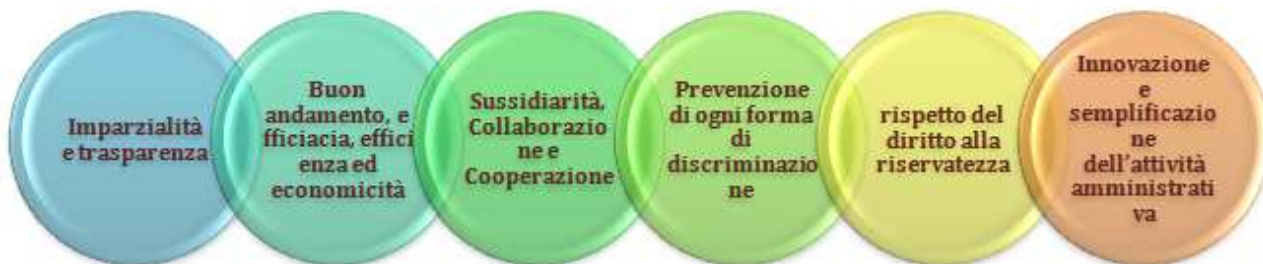 Imparzialità
e trasparenza
Buon
andamento, e
fficiacia, effici
enza ed
economicità
Sussidiarità,
Collaborazio
ne e
Cooperazione
Prevenzione
di ogni forma
di
discriminazio
ne
rispetto del
diritto alla
riservatezza
Innovazione
e
semplificazio
ne
dell'attività
amministrati
va